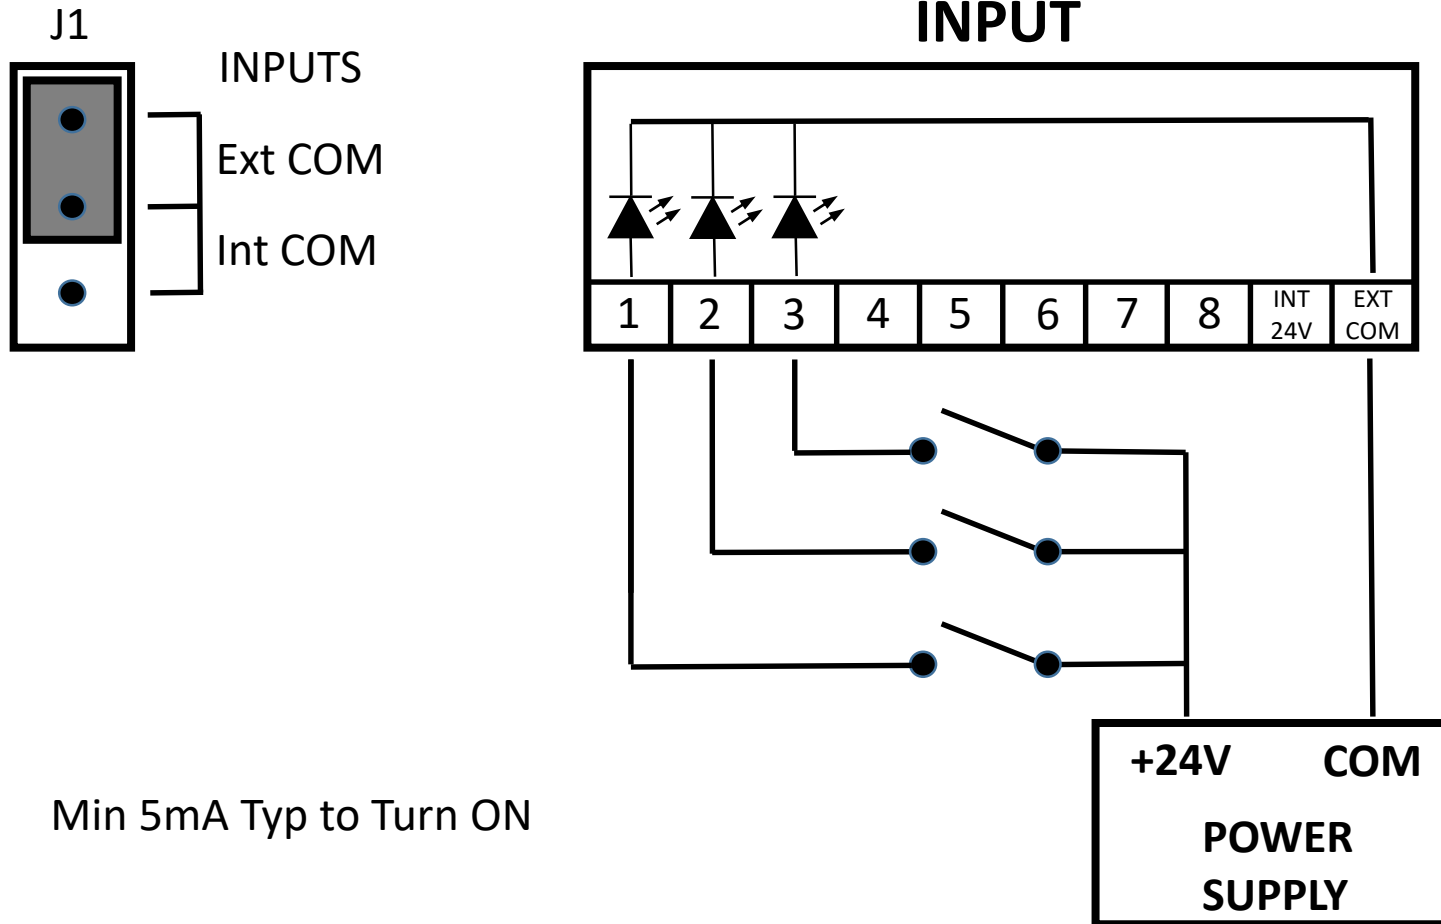 J1
INPUTS
Ext COM
Int COM
INPUT
1 2 3 4 5 6 7 8 INT 24V EXT COM
+24V COM
POWER
SUPPLY
Min 5mA Typ to Turn ON